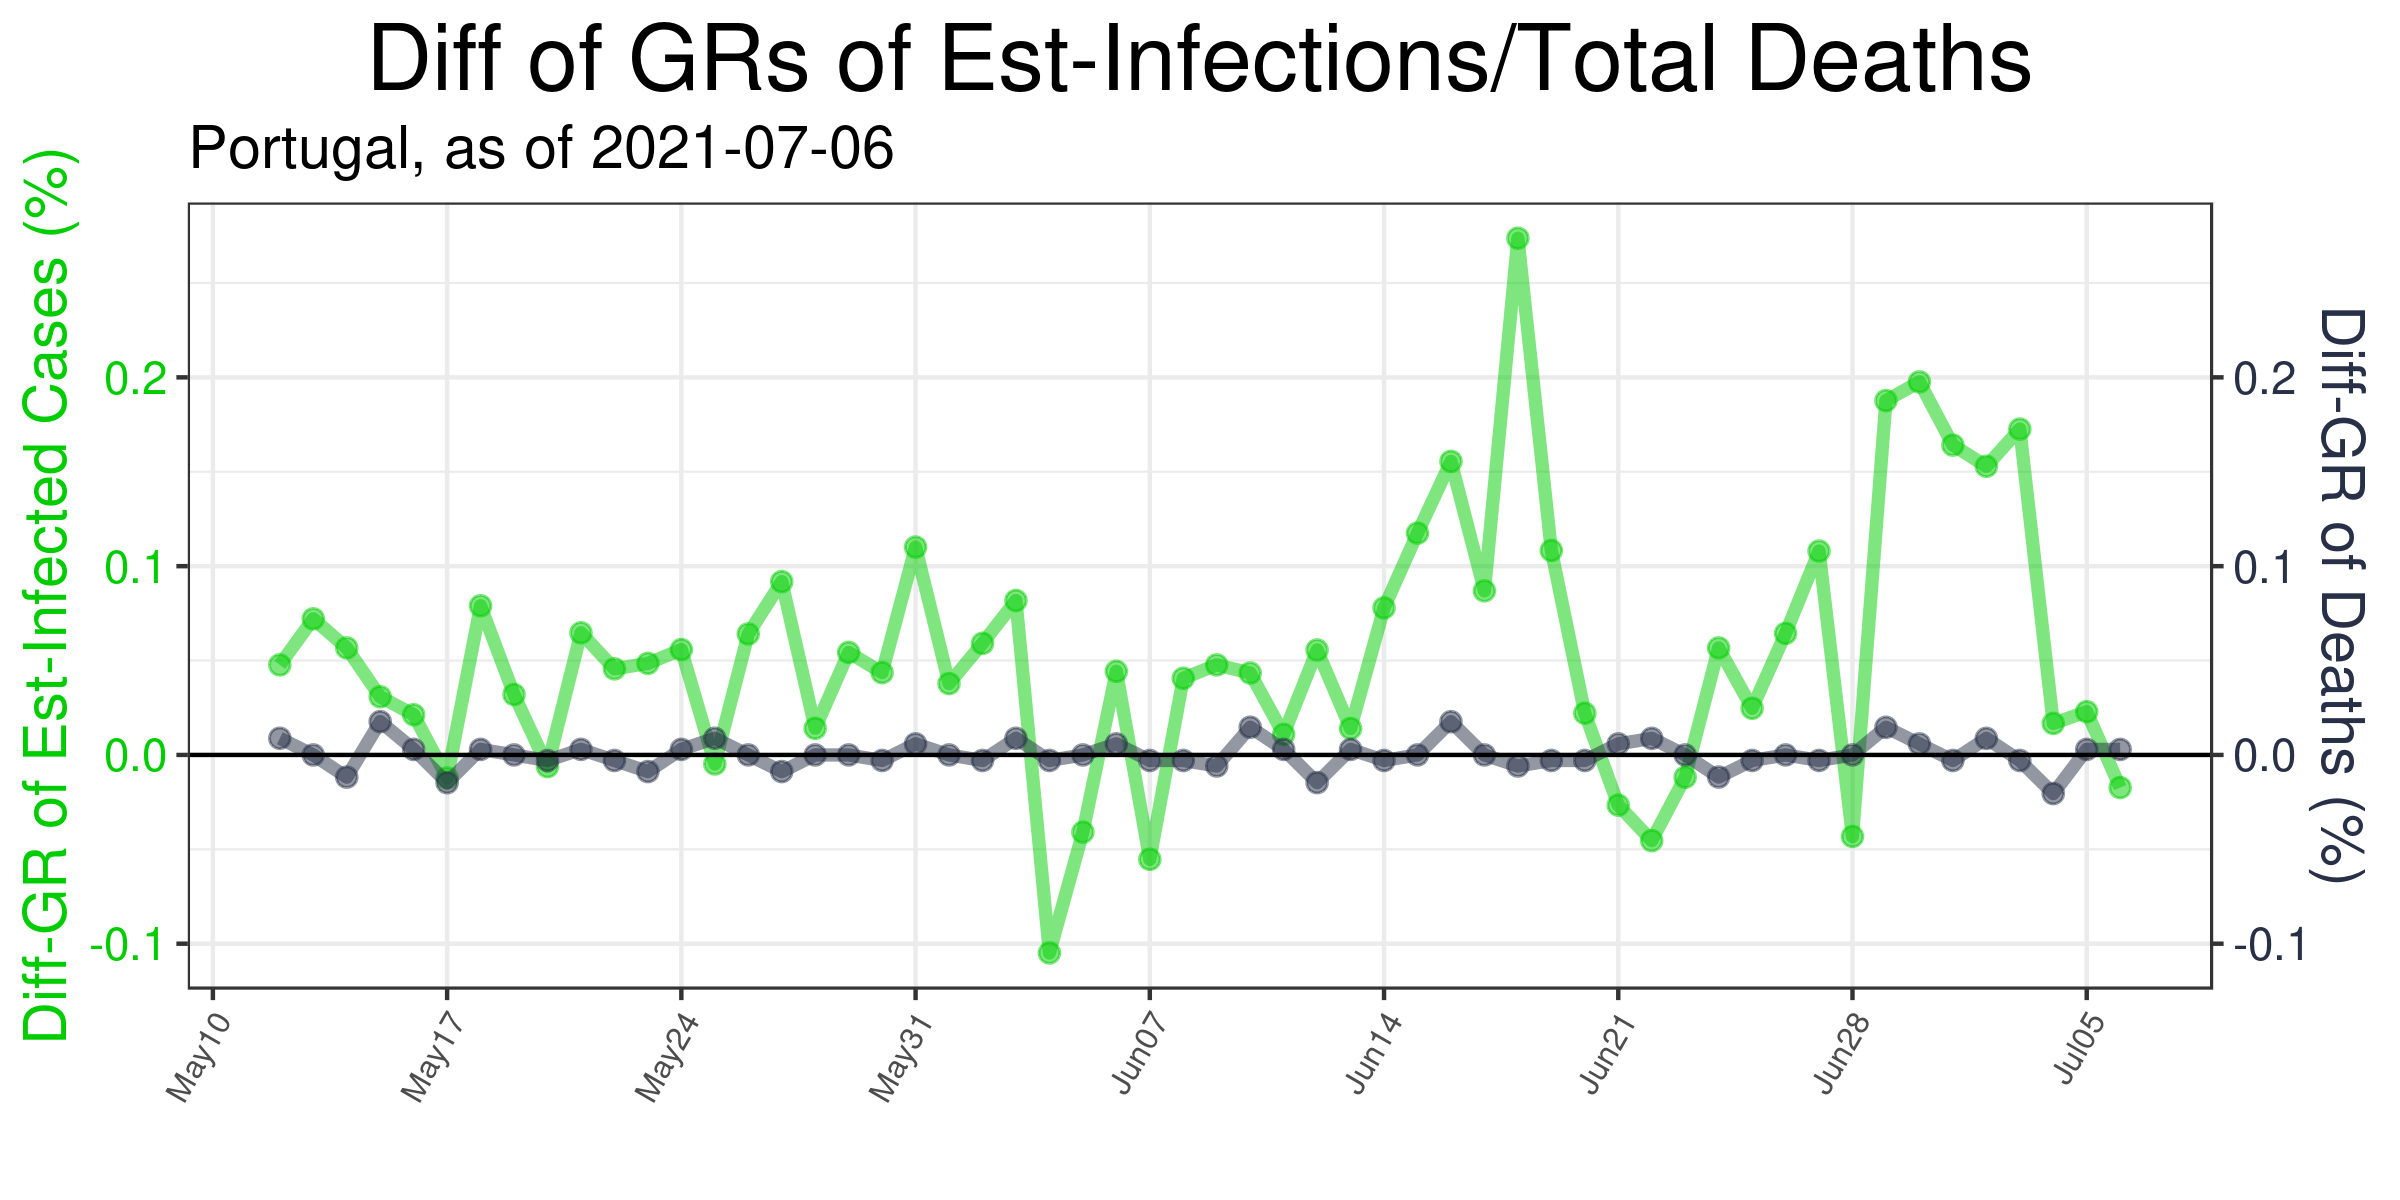 Diff of GRs of Est-Infections/Total Deaths
Portugal, as of 2021-07-06
Diff-GR of Est-Infected Cases (%)
0.2
0.1
0.0
-0.1
0.2
0.1
0.0
-0.1
Diff-GR of Deaths (%)
May10
May17
May24
May31
Jun07
Jun14
Jun21
Jun28
Jul05